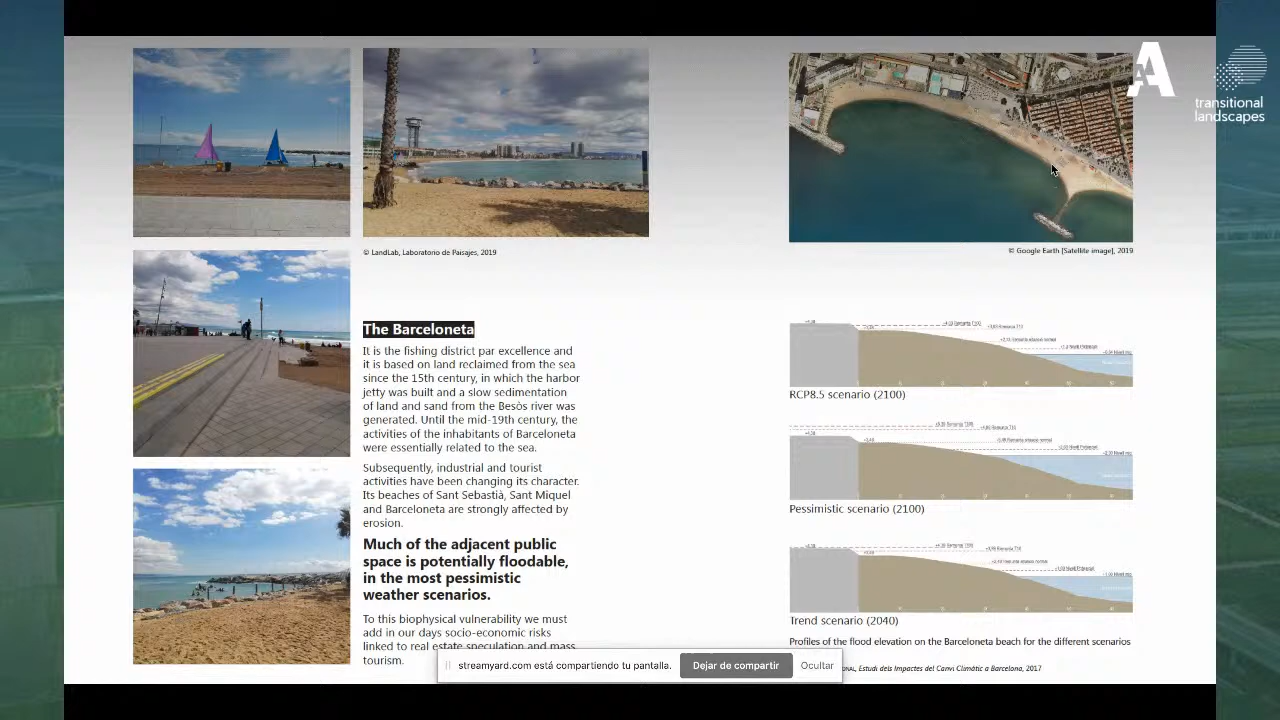 A
transitional
landscapes
© LandLab, Laboratorio de Paisajes, 2019
© Google Earth [Satellite image], 2019
The Barceloneta
It is the fishing district par excellence and
it is based on land reclaimed from the sea
since the 15th century, in which the harbor
jetty was built and a slow sedimentation
of land and sand from the Besòs river was
generated. Until the mid-19th century, the
activities of the inhabitants of Barceloneta
were essentially related to the sea.
Subsequently, industrial and tourist
activities have been changing its character.
Its beaches of Sant Sebastià, Sant Miquel
and Barceloneta are strongly affected by
erosion.
Much of the adjacent public
space is potentially floodable,
in the most pessimistic
weather scenarios.
To this biophysical vulnerability we must
add in our days socio-economic risks
linked to real estate speculation and mass
tourism.
RCP8.5 scenario (2100)
Pessimistic scenario (2100)
Trend scenario (2040)
Profiles of the flood elevation on the Barceloneta beach for the different scenarios
Estudi dels Impactes del Canvi Climàtic a Barcelona, 2017
streamyard.com está compartiendo tu pantalla.
Dejar de compartir
Ocultar